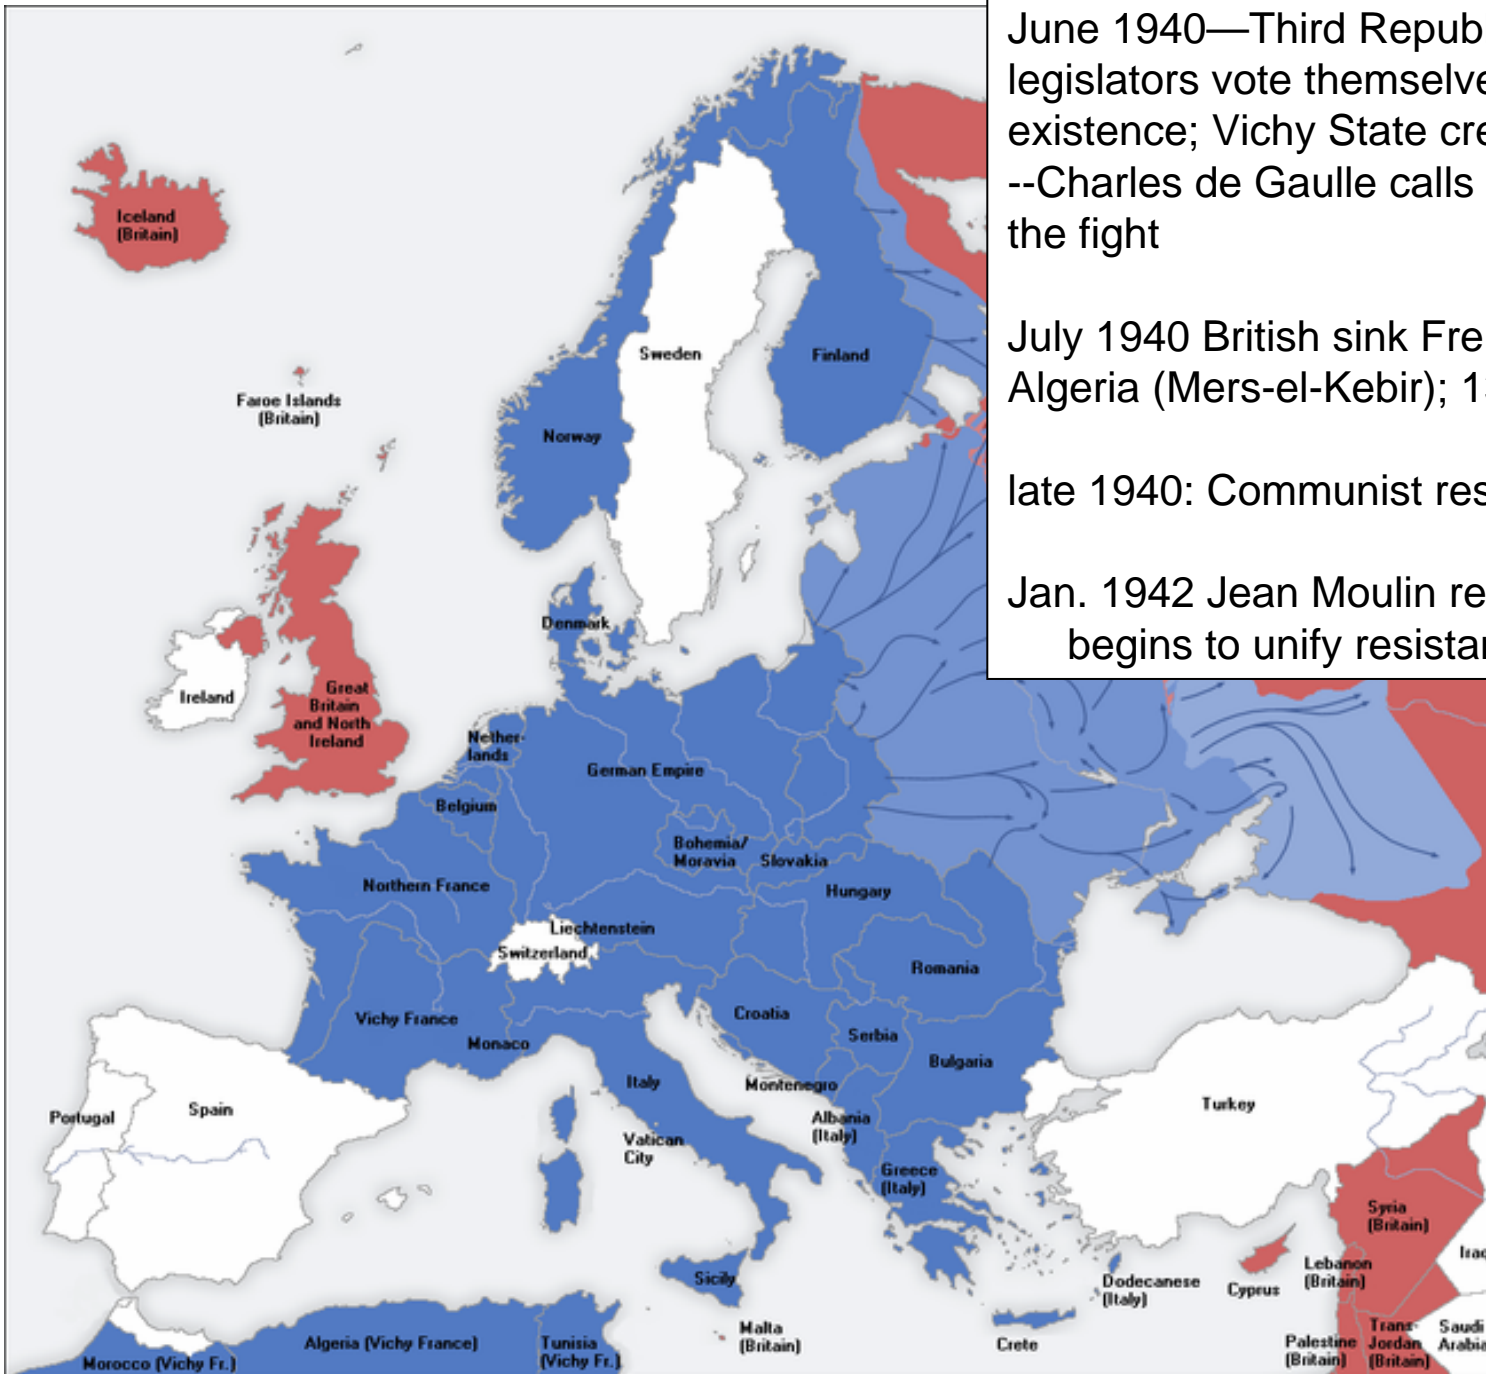 June 1940—Third Repub
legislators vote themselve
existence; Vichy State cre
--Charles de Gaulle calls
the fight
July 1940 British sink Fre
Algeria (Mers-el-Kebir); 1
late 1940: Communist res
Jan. 1942 Jean Moulin re
begins to unify resistan
Iceland
(Britain)
Faroe Islands
(Britain)
Sweden
Finland
Norway
Denmark
Ireland
Great
Britain
and North
Ireland
Nether-
lands
German Empire
Belgium
Bohemia/
Moravia
Slovakia
Northern France
Hungary
Liechtenstein
Switzerland
Romania
Vichy France
Croatia
Monaco
Serbia
Bulgaria
Italy
Montenegro
Portugal
Spain
Turkey
Albania
(Italy)
Vatican
City
Greece
(Italy)
Syria
(Britain)
Iraq
Sicily
Lebanon
(Britain)
Dodecanese
(Italy)
Cyprus
Malta
(Britain)
Crete
Algeria (Vichy France)
Tunisia
(Vichy Fr.)
Morocco (Vichy Fr.)
Palestine
(Britain)
Trans-
Jordan
(Britain)
Saudi
Arabia